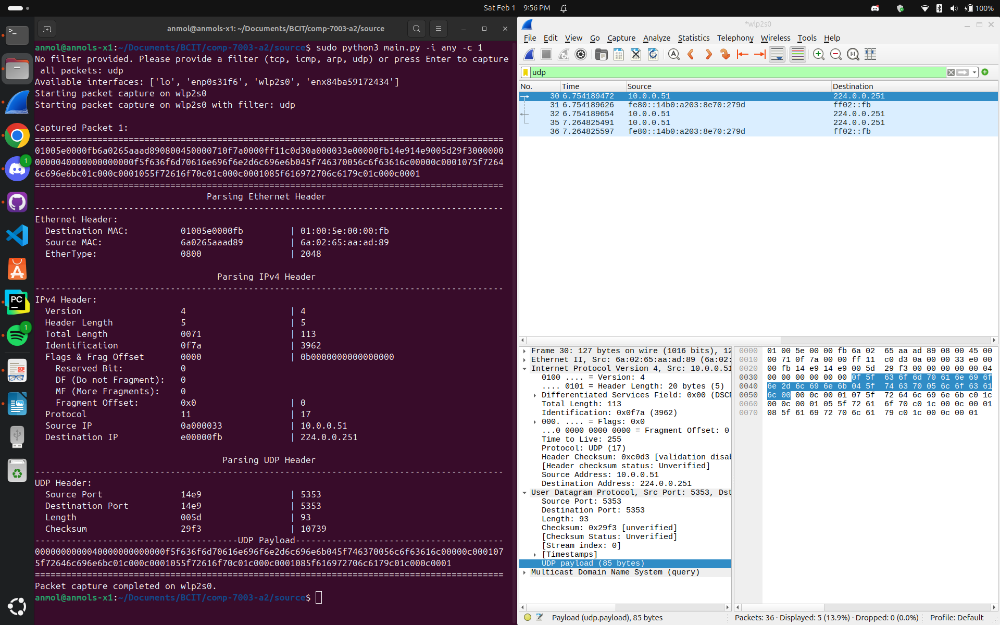 Sat Feb 1 9:56 PM
100%
anmol@anmols-x1: ~/Documents/BCIT/comp-7003-a2/source
anmol@anmols-x1:~/Documents/BCIT/comp-7003-a2/source$ sudo python3 main.py -i any -c 1
No filter provided. Please provide a filter (tcp, icmp, arp, udp) or press Enter to capture
all packets: udp
Available interfaces: ['lo', 'enp0s31f6', 'wlp2s0', 'enx84ba59172434']
Starting packet capture on wlp2s0
Starting packet capture on wlp2s0 with filter: udp
Captured Packet 1:
==========================================================================================
01005e0000fb6a0265aaad890800450000710f7a0000ff11c0d30a000033e00000fb14e914e9005d29f3000000
0000040000000000000f5f636f6d70616e696f6e2d6c696e6b045f746370056c6f63616c00000c0001075f7264
6c696e6bc01c000c0001055f72616f70c01c000c0001085f616972706c6179c01c000c0001
==========================================================================================
Parsing Ethernet Header
------------------------------------------------------------------------------------------
Ethernet Header:
Destination MAC: 01005e0000fb | 01:00:5e:00:00:fb
Source MAC: 6a0265aaad89 | 6a:02:65:aa:ad:89
EtherType: 0800 | 2048
Parsing IPv4 Header
------------------------------------------------------------------------------------------
IPv4 Header:
Version 4 | 4
Header Length 5 | 5
Total Length 0071 | 113
Identification 0f7a | 3962
Flags & Frag Offset 0000 | 0b0000000000000000
Reserved Bit: 0
DF (Do not Fragment): 0
MF (More Fragments): 0
Fragment Offset: 0x0 | 0
Protocol 11 | 17
Source IP 0a000033 | 10.0.0.51
Destination IP e00000fb | 224.0.0.251
Parsing UDP Header
------------------------------------------------------------------------------------------
UDP Header:
Source Port 14e9 | 5353
Destination Port 14e9 | 5353
Length 005d | 93
Checksum 29f3 | 10739
---------------------------------------UDP Payload----------------------------------------
0000000000040000000000000f5f636f6d70616e696f6e2d6c696e6b045f746370056c6f63616c00000c000107
5f72646c696e6bc01c000c0001055f72616f70c01c000c0001085f616972706c6179c01c000c0001
==========================================================================================
Packet capture completed on wlp2s0.
anmol@anmols-x1:~/Documents/BCIT/comp-7003-a2/source$
1
PC
1
*wlp2s0
File Edit View Go Capture Analyze Statistics Telephony Wireless Tools Help
udp
No. Time Source Destination
30 6.754189472 10.0.0.51 224.0.0.251
31 6.754189626 fe80::14b0:a203:8e70:279d ff02::fb
32 6.754189654 10.0.0.51 224.0.0.251
35 7.264825491 10.0.0.51 224.0.0.251
36 7.264825597 fe80::14b0:a203:8e70:279d ff02::fb
Frame 30: 127 bytes on wire (1016 bits), 12
Ethernet II, Src: 6a:02:65:aa:ad:89 (6a:02:
Internet Protocol Version 4, Src: 10.0.0.51
0100 .... = Version: 4
.... 0101 = Header Length: 20 bytes (5)
Differentiated Services Field: 0x00 (DSCP
Total Length: 113
Identification: 0x0f7a (3962)
000. .... = Flags: 0x0
...0 0000 0000 0000 = Fragment Offset: 0
Time to Live: 255
Protocol: UDP (17)
Header Checksum: 0xc0d3 [validation disab
[Header checksum status: Unverified]
Source Address: 10.0.0.51
Destination Address: 224.0.0.251
User Datagram Protocol, Src Port: 5353, Dst
Source Port: 5353
Destination Port: 5353
Length: 93
Checksum: 0x29f3 [unverified]
[Checksum Status: Unverified]
[Stream index: 0]
[Timestamps]
UDP payload (85 bytes)
Multicast Domain Name System (query)
0000 01 00 5e 00 00 fb 6a 02 65 aa ad 89 08 00 45 00
0010 00 71 0f 7a 00 00 ff 11 c0 d3 0a 00 00 33 e0 00
0020 00 fb 14 e9 14 e9 00 5d 29 f3 00 00 00 00 00 04
0030 00 00 00 00 00 00 0f 5f 63 6f 6d 70 61 6e 69 6f
0040 6e 2d 6c 69 6e 6b 04 5f 74 63 70 05 6c 6f 63 61
0050 6c 00 00 0c 00 01 07 5f 72 64 6c 69 6e 6b c0 1c
0060 00 0c 00 01 05 5f 72 61 6f 70 c0 1c 00 0c 00 01
0070 08 5f 61 69 72 70 6c 61 79 c0 1c 00 0c 00 01
Payload (udp.payload), 85 bytes
Packets: 36 · Displayed: 5 (13.9%) · Dropped: 0 (0.0%)
Profile: Default